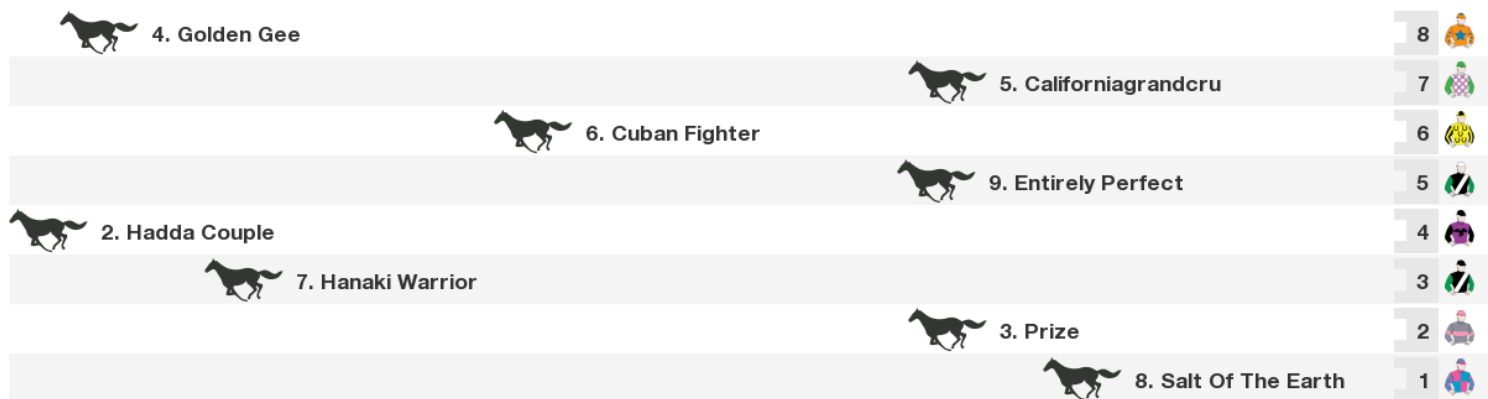 4. Golden Gee 8
5. Californiagrandcru 7
6. Cuban Fighter 6
9. Entirely Perfect 5
2. Hadda Couple 4
7. Hanaki Warrior 3
3. Prize 2
8. Salt Of The Earth 1